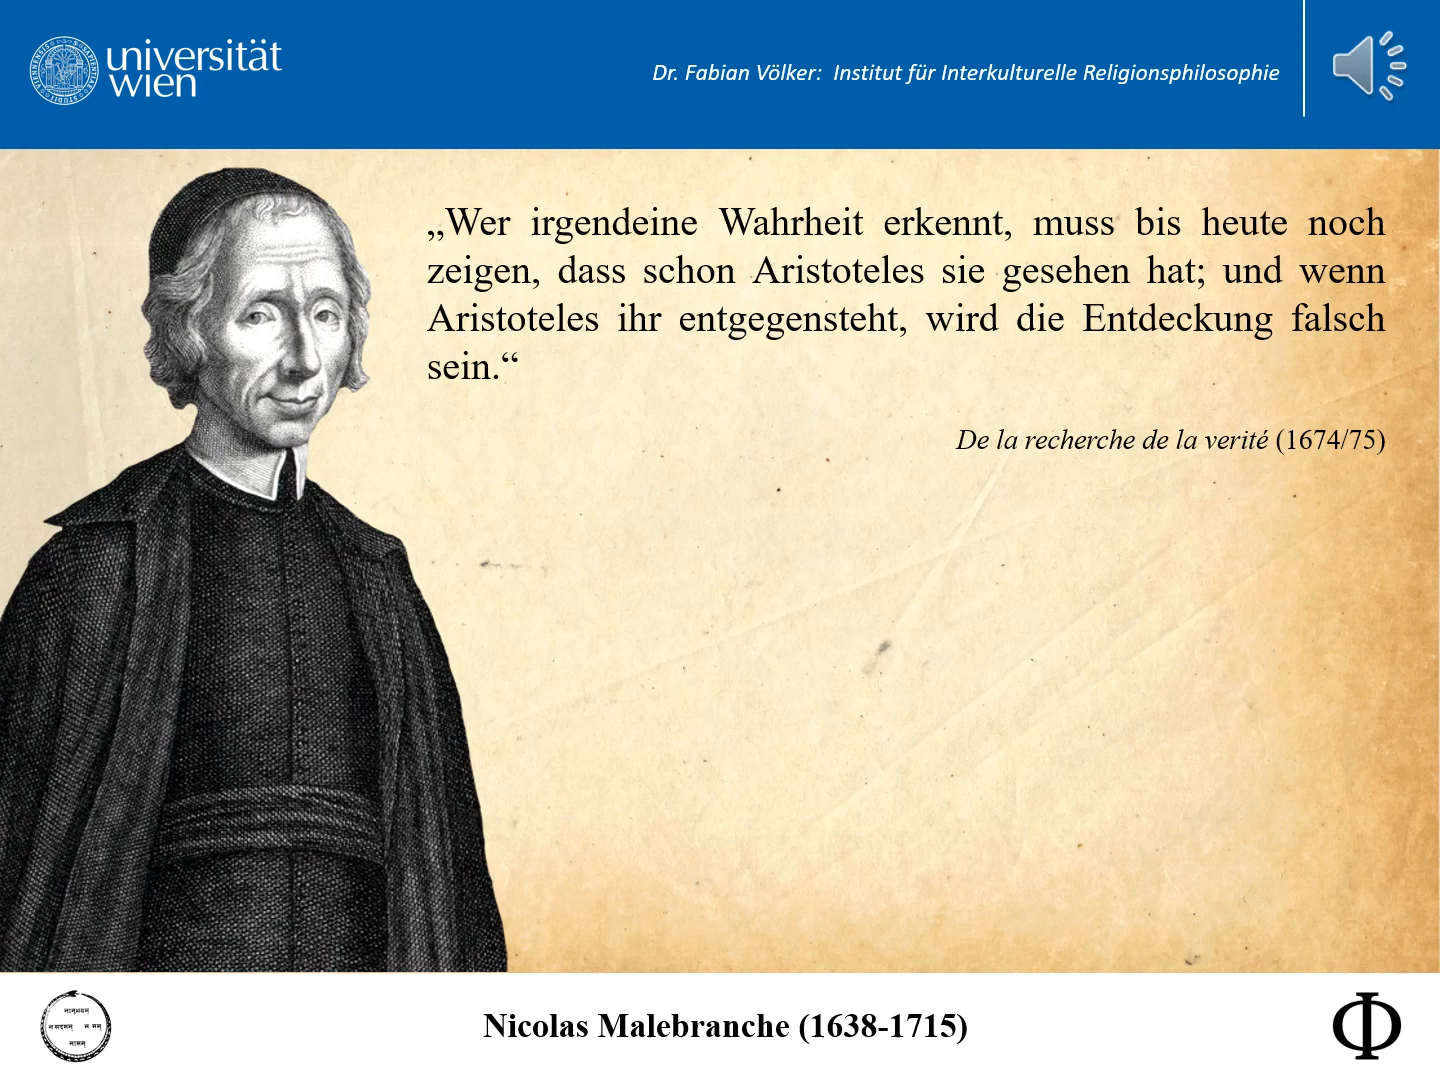 universität
wien
Dr. Fabian Völker:  Institut für Interkulturelle Religionsphilosophie
„Wer irgendeine Wahrheit erkennt, muss bis heute noch
zeigen, dass schon Aristoteles sie gesehen hat; und wenn
Aristoteles ihr entgegensteht, wird die Entdeckung falsch
sein.“
De la recherche de la verité (1674/75)
Nicolas Malebranche (1638-1715)
Φ